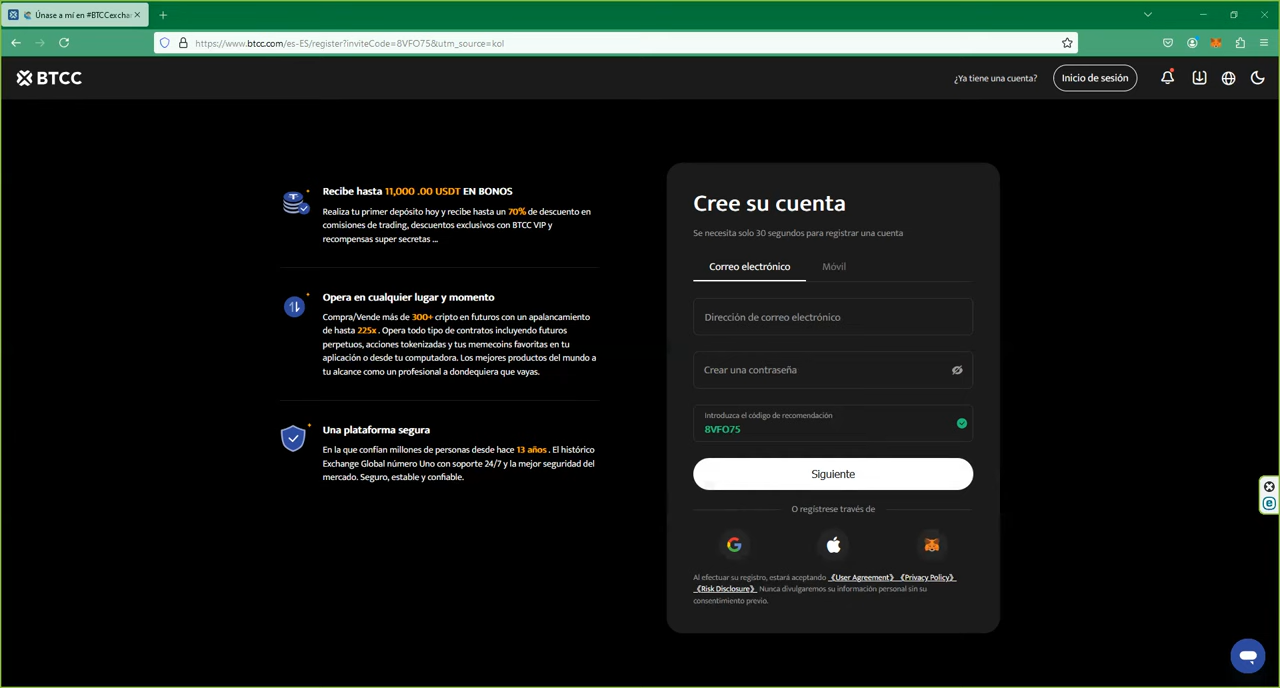 Únase a mí en #BTCCexcha
https://www.btcc.com/es-ES/register?inviteCode=8VFO75&utm_source=kol
BTCC
¿Ya tiene una cuenta?
Inicio de sesión
Recibe hasta 11,000 .00 USDT EN BONOS
Realiza tu primer depósito hoy y recibe hasta un 70% de descuento en
comisiones de trading, descuentos exclusivos con BTCC VIP y
recompensas super secretas ...
Opera en cualquier lugar y momento
Compra/Vende más de 300+ cripto en futuros con un apalancamiento
de hasta 225x . Opera todo tipo de contratos incluyendo futuros
perpetuos, acciones tokenizadas y tus memecoins favoritas en tu
aplicación o desde tu computadora. Los mejores productos del mundo a
tu alcance como un profesional a dondequiera que vayas.
Una plataforma segura
En la que confían millones de personas desde hace 13 años . El histórico
Exchange Global número Uno con soporte 24/7 y la mejor seguridad del
mercado. Seguro, estable y confiable.
Cree su cuenta
Se necesita solo 30 segundos para registrar una cuenta
Correo electrónico
Móvil
Dirección de correo electrónico
Crear una contraseña
Introduzca el código de recomendación
8VFO75
Siguiente
O regístrese través de
Al efectuar su registro, estará aceptando 《User Agreement》 《Privacy Policy》
《Risk Disclosure》 Nunca divulgaremos su información personal sin su
consentimiento previo.